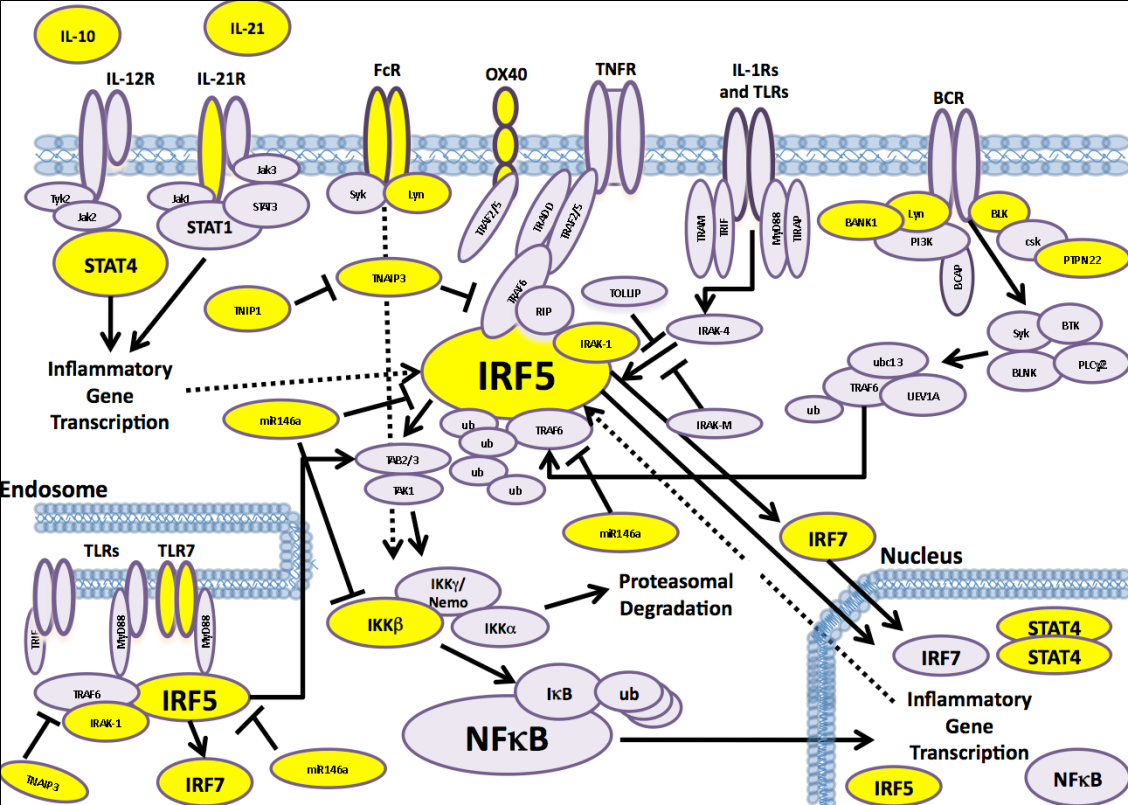 IL-10
IL-21
IL-12R
IL-21R
FcR
OX40
TNFR
IL-1Rs
and TLRs
BCR
Tyk2
Jak2
STAT4
Jak1
Jak3
STAT3
STAT1
Syk
Lyn
TRAF2/5
TRADD
TRAF2/5
TRAM
TRIF
MyD88
TIRAP
BANK1
Lyn
BLK
PI3K
csk
PTPN22
BCAP
TNIP1
TNAIP3
TRAF6
RIP
TOLLIP
IRAK-4
IRAK-1
IRF5
Syk
BTK
BLNK
PLCγ2
ubc13
TRAF6
UEV1A
ub
IRAK-M
Inflammatory
Gene
Transcription
miR146a
ub
ub
ub
ub
TRAF6
TAB2/3
TAK1
miR146a
IRF7
Endosome
TLRs
TLR7
TRIF
MyD88
MyD88
TRAF6
IRAK-1
IRF5
TNAIP3
IRF7
miR146a
IKKγ/
Nemo
IKKβ
IKKα
Proteasomal
Degradation
IκB
ub
NFκB
Nucleus
IRF7
STAT4
STAT4
Inflammatory
Gene
Transcription
IRF5
NFκB